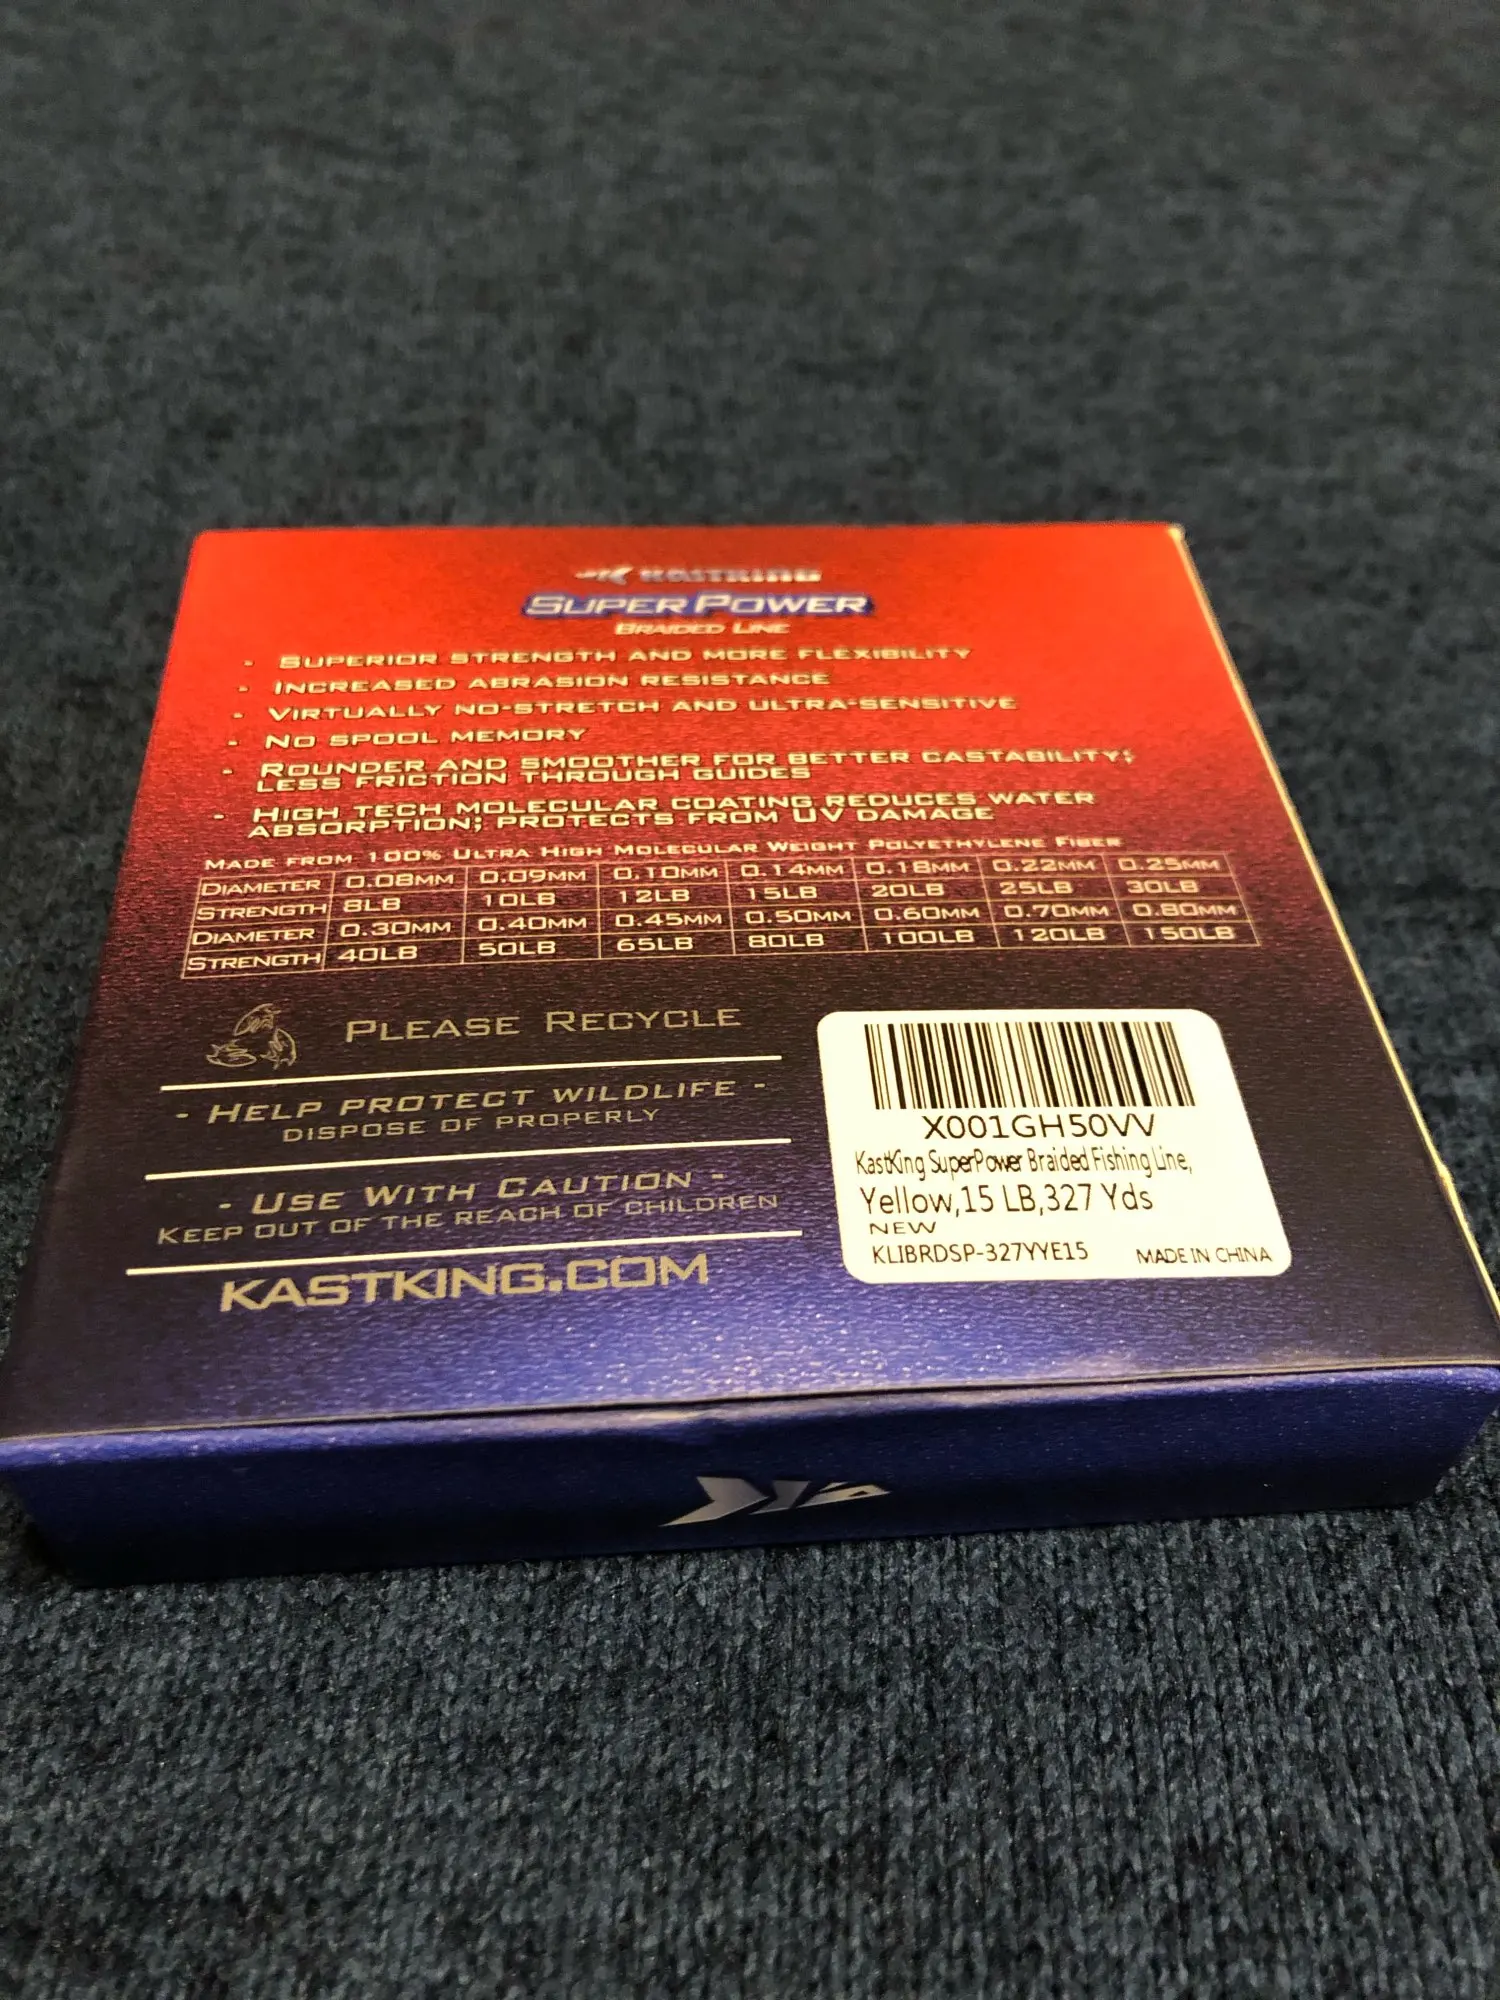 KASTKING
SUPERPOWER
BRAIDED LINE
- SUPERIOR STRENGTH AND MORE FLEXIBILITY
- INCREASED ABRASION RESISTANCE
- VIRTUALLY NO-STRETCH AND ULTRA-SENSITIVE
- NO SPOOL MEMORY
- ROUNDER AND SMOOTHER FOR BETTER CASTABILITY;
LESS FRICTION THROUGH GUIDES
- HIGH TECH MOLECULAR COATING REDUCES WATER
ABSORPTION; PROTECTS FROM UV DAMAGE
MADE FROM 100% ULTRA HIGH MOLECULAR WEIGHT POLYETHYLENE FIBER
DIAMETER 0.08MM 0.09MM 0.10MM 0.14MM 0.18MM 0.22MM 0.25MM
STRENGTH 8LB 10LB 12LB 15LB 20LB 25LB 30LB
DIAMETER 0.30MM 0.40MM 0.45MM 0.50MM 0.60MM 0.70MM 0.80MM
STRENGTH 40LB 50LB 65LB 80LB 100LB 120LB 150LB
PLEASE RECYCLE
- HELP PROTECT WILDLIFE -
DISPOSE OF PROPERLY
- USE WITH CAUTION -
KEEP OUT OF THE REACH OF CHILDREN
KASTKING.COM
X001GH50VV
KastKing SuperPower Braided Fishing Line,
Yellow,15 LB,327 Yds
NEW
KLIBRDSP-327YYE15 MADE IN CHINA